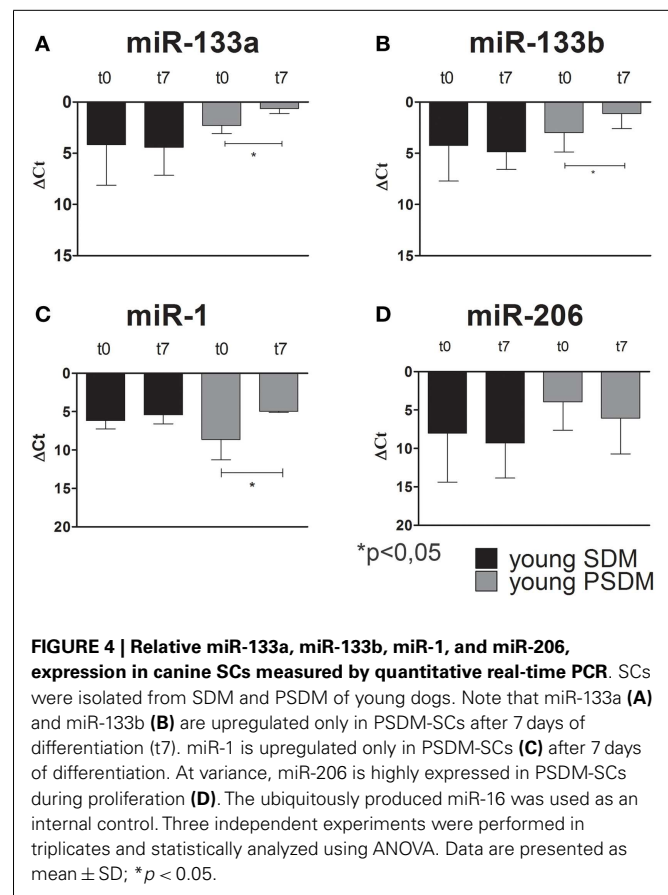 A miR-133a
t0 t7 t0 t7
0
5
10
15
ΔCt
*
B miR-133b
t0 t7 t0 t7
0
5
10
15
ΔCt
*
C miR-1
t0 t7 t0 t7
0
5
10
15
20
ΔCt
*
D miR-206
t0 t7 t0 t7
0
5
10
15
20
ΔCt
*p<0,05
young SDM
young PSDM
FIGURE 4 | Relative miR-133a, miR-133b, miR-1, and miR-206,
expression in canine SCs measured by quantitative real-time PCR. SCs
were isolated from SDM and PSDM of young dogs. Note that miR-133a (A)
and miR-133b (B) are upregulated only in PSDM-SCs after 7 days of
differentiation (t7). miR-1 is upregulated only in PSDM-SCs (C) after 7 days
of differentiation. At variance, miR-206 is highly expressed in PSDM-SCs
during proliferation (D). The ubiquitously produced miR-16 was used as an
internal control. Three independent experiments were performed in
triplicates and statistically analyzed using ANOVA. Data are presented as
mean ± SD; *p < 0.05.